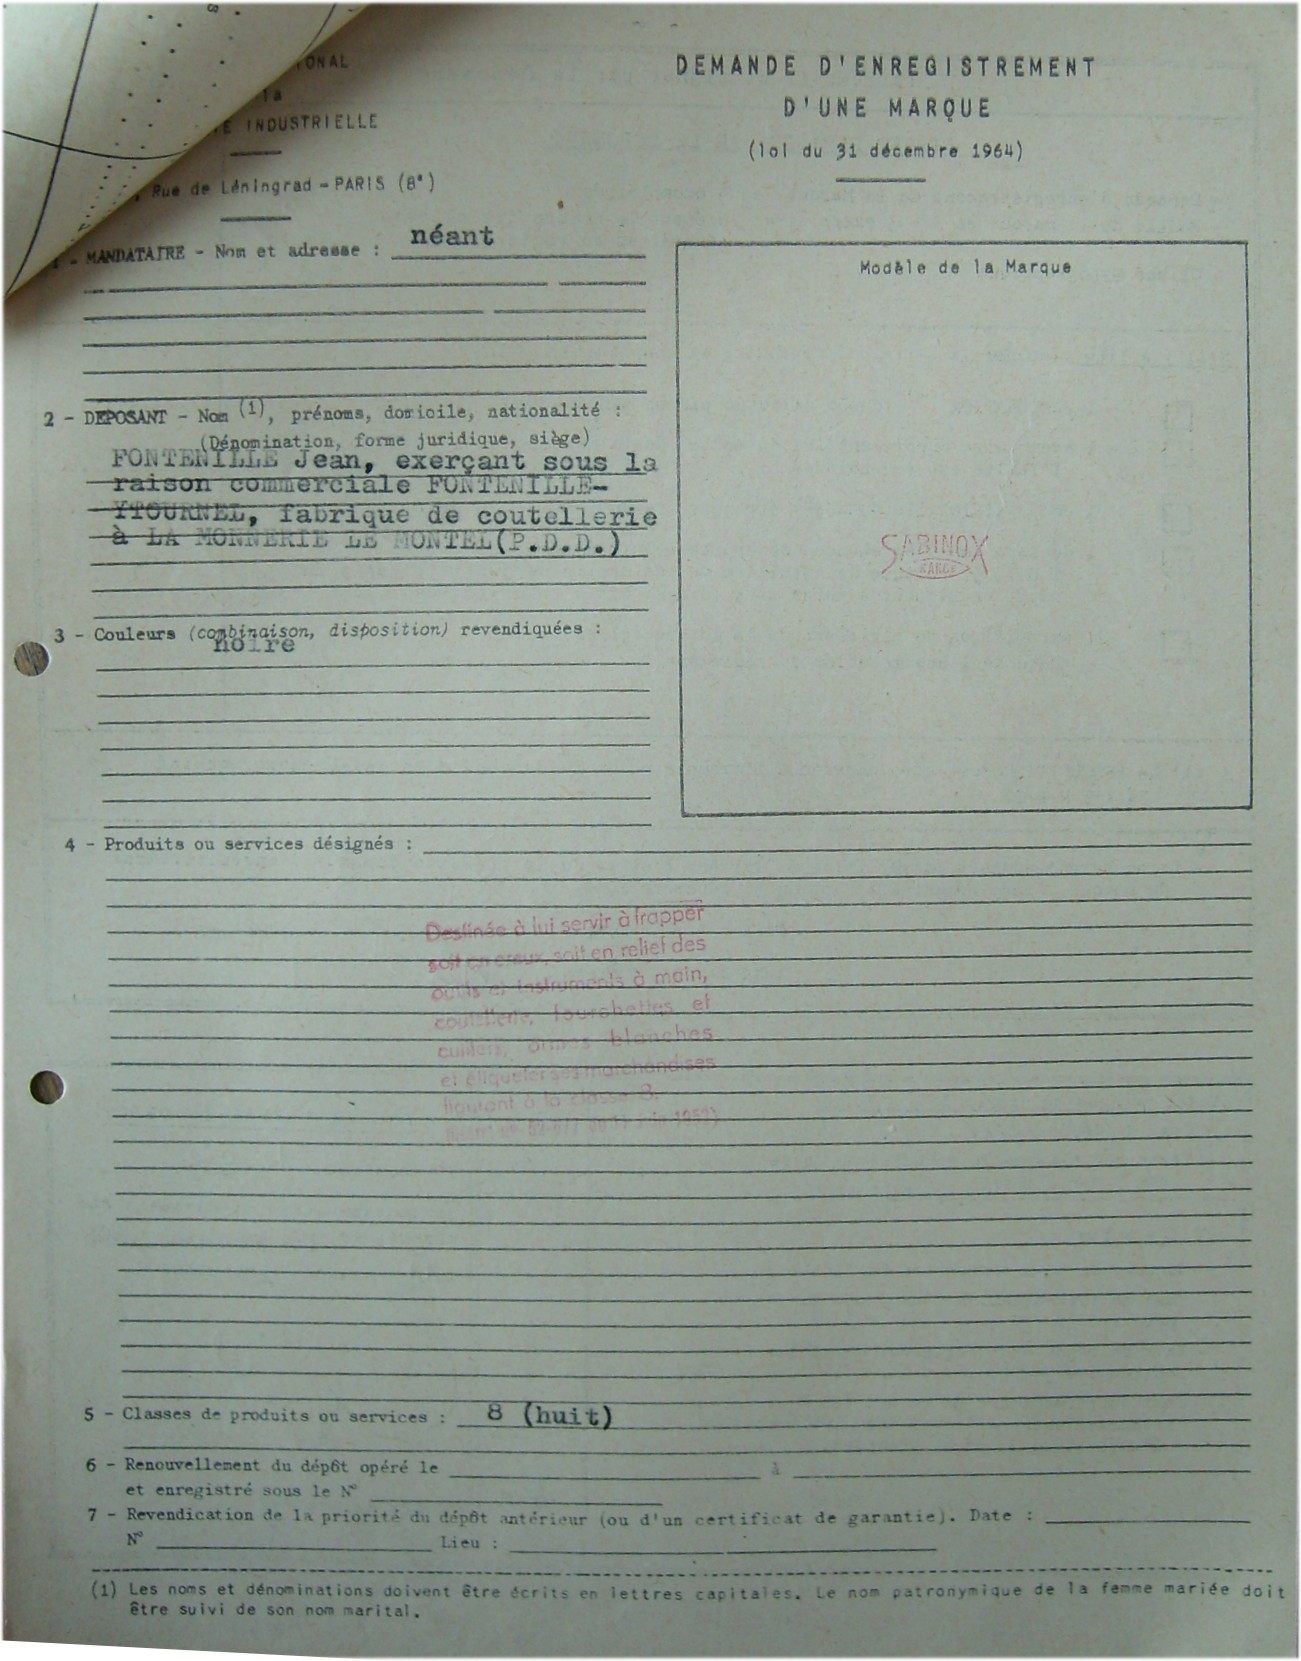 ONAL
la
INDUSTRIELLE
Rue de Léningrad - PARIS (8e)
DEMANDE D'ENREGISTREMENT
D'UNE MARQUE
(loi du 31 décembre 1964)
1 - MANDATAIRE - Nom et adresse : néant
Modèle de la Marque
SABINOX
2 - DEPOSANT - Nom (1), prénoms, domicile, nationalité :
(Dénomination, forme juridique, siège)
FONTENILLE Jean, exerçant sous la
raison commerciale FONTENILLE-
YTOURNEL, fabrique de coutellerie
à LA MONNERIE LE MONTEL(P.D.D.)
3 - Couleurs (combinaison, disposition) revendiquées :
noire
4 - Produits ou services désignés :
Destinée à lui servir à frapper
soit en creux, soit en relief des
outils et instruments à main,
coutellerie, fourchettes et
cuillers, armes blanches
et étiqueter ses marchandises
figurant à la classe 8.
5 - Classes de produits ou services : 8 (huit)
6 - Renouvellement du dépôt opéré le à
et enregistré sous le N°
7 - Revendication de la priorité du dépôt antérieur (ou d'un certificat de garantie). Date :
N° Lieu :
(1) Les noms et dénominations doivent être écrits en lettres capitales. Le nom patronymique de la femme mariée doit
être suivi de son nom marital.